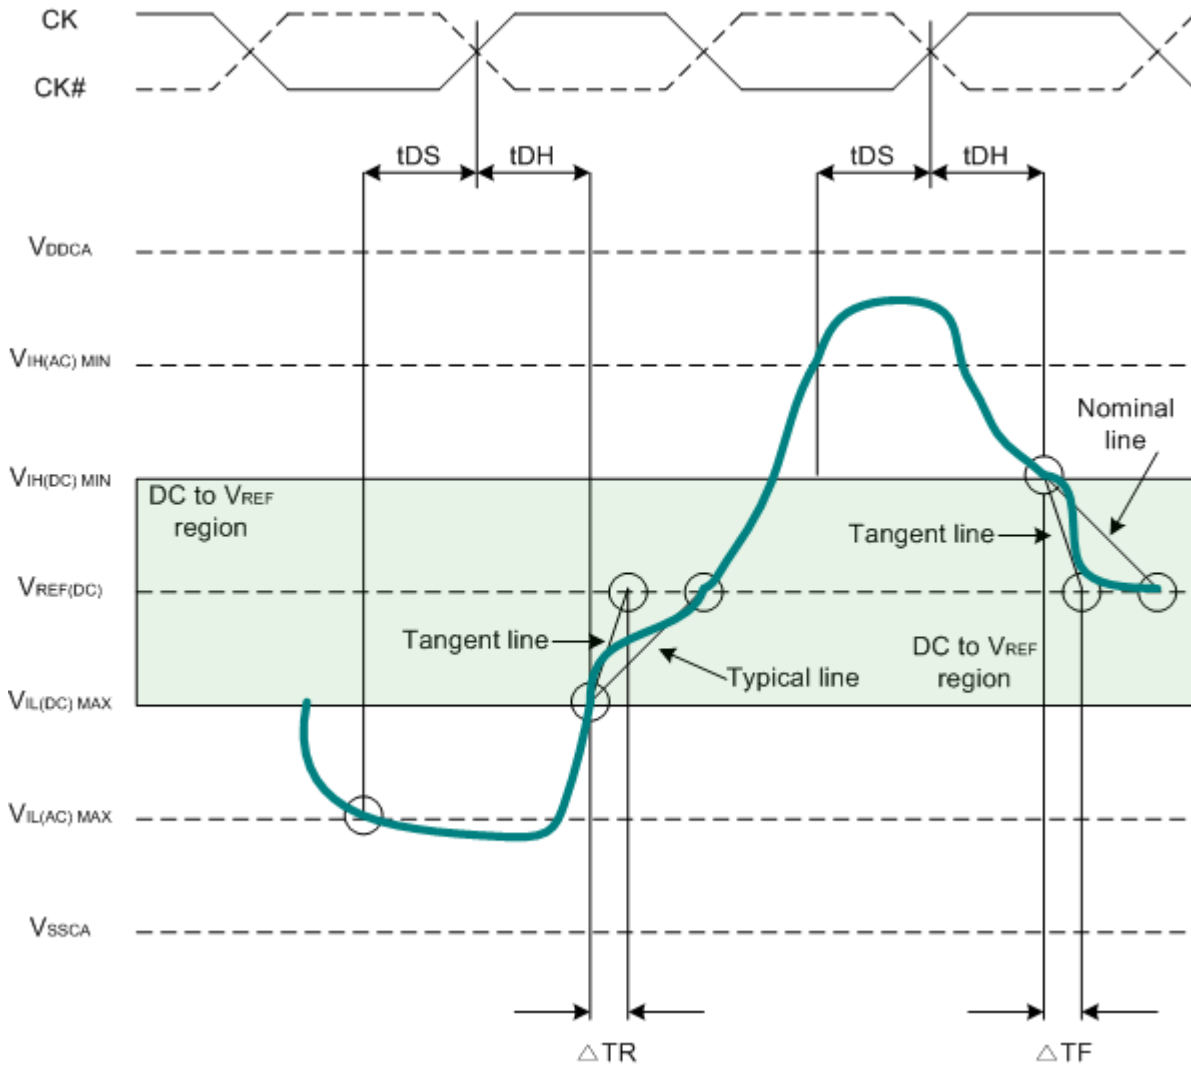 CK
CK#
tDS
tDH
tDS
tDH
VDDCA
VIH(AC) MIN
Nominal
line
VIH(DC) MIN
DC to VREF
region
Tangent line
VREF(DC)
Tangent line
DC to VREF
region
Typical line
VIL(DC) MAX
VIL(AC) MAX
VSSCA
△TR
△TF